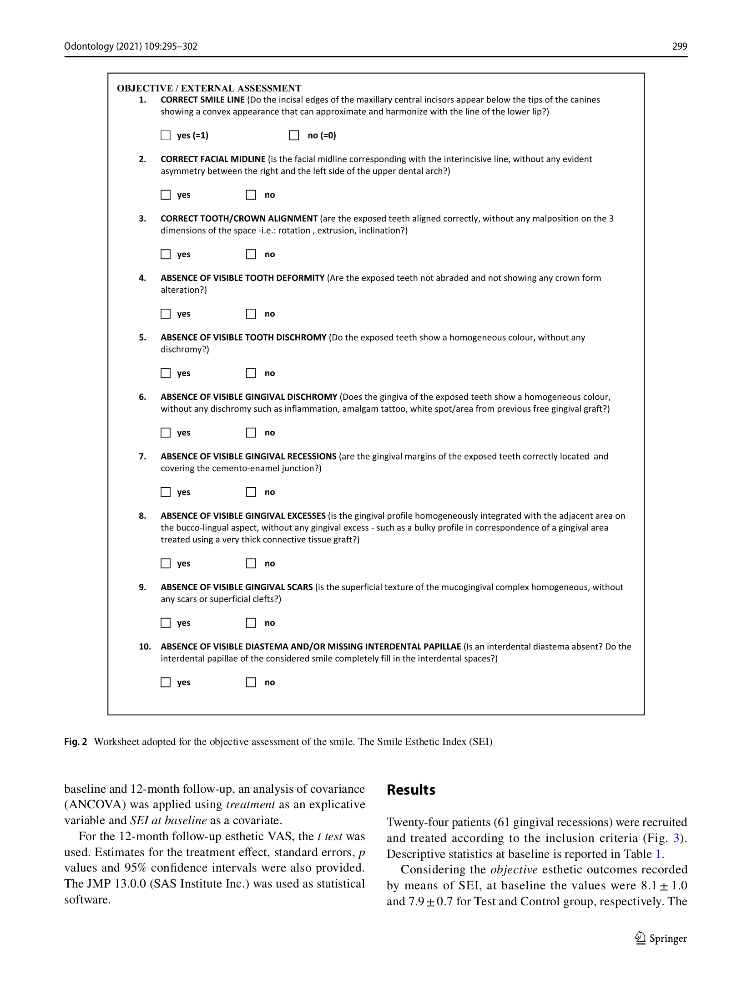 Odontology (2021) 109:295–302
299
OBJECTIVE / EXTERNAL ASSESSMENT
1. CORRECT SMILE LINE (Do the incisal edges of the maxillary central incisors appear below the tips of the canines
showing a convex appearance that can approximate and harmonize with the line of the lower lip?)
yes (=1) no (=0)
2. CORRECT FACIAL MIDLINE (is the facial midline corresponding with the interincisive line, without any evident
asymmetry between the right and the left side of the upper dental arch?)
yes no
3. CORRECT TOOTH/CROWN ALIGNMENT (are the exposed teeth aligned correctly, without any malposition on the 3
dimensions of the space -i.e.: rotation , extrusion, inclination?)
yes no
4. ABSENCE OF VISIBLE TOOTH DEFORMITY (Are the exposed teeth not abraded and not showing any crown form
alteration?)
yes no
5. ABSENCE OF VISIBLE TOOTH DISCHROMY (Do the exposed teeth show a homogeneous colour, without any
dischromy?)
yes no
6. ABSENCE OF VISIBLE GINGIVAL DISCHROMY (Does the gingiva of the exposed teeth show a homogeneous colour,
without any dischromy such as inflammation, amalgam tattoo, white spot/area from previous free gingival graft?)
yes no
7. ABSENCE OF VISIBLE GINGIVAL RECESSIONS (are the gingival margins of the exposed teeth correctly located and
covering the cemento-enamel junction?)
yes no
8. ABSENCE OF VISIBLE GINGIVAL EXCESSES (is the gingival profile homogeneously integrated with the adjacent area on
the bucco-lingual aspect, without any gingival excess - such as a bulky profile in correspondence of a gingival area
treated using a very thick connective tissue graft?)
yes no
9. ABSENCE OF VISIBLE GINGIVAL SCARS (is the superficial texture of the mucogingival complex homogeneous, without
any scars or superficial clefts?)
yes no
10. ABSENCE OF VISIBLE DIASTEMA AND/OR MISSING INTERDENTAL PAPILLAE (Is an interdental diastema absent? Do the
interdental papillae of the considered smile completely fill in the interdental spaces?)
yes no
Fig. 2 Worksheet adopted for the objective assessment of the smile. The Smile Esthetic Index (SEI)
baseline and 12-month follow-up, an analysis of covariance
(ANCOVA) was applied using treatment as an explicative
variable and SEI at baseline as a covariate.
For the 12-month follow-up esthetic VAS, the t test was
used. Estimates for the treatment effect, standard errors, p
values and 95% confidence intervals were also provided.
The JMP 13.0.0 (SAS Institute Inc.) was used as statistical
software.
Results
Twenty-four patients (61 gingival recessions) were recruited
and treated according to the inclusion criteria (Fig. 3).
Descriptive statistics at baseline is reported in Table 1.
Considering the objective esthetic outcomes recorded
by means of SEI, at baseline the values were 8.1 ± 1.0
and 7.9 ± 0.7 for Test and Control group, respectively. The
Springer